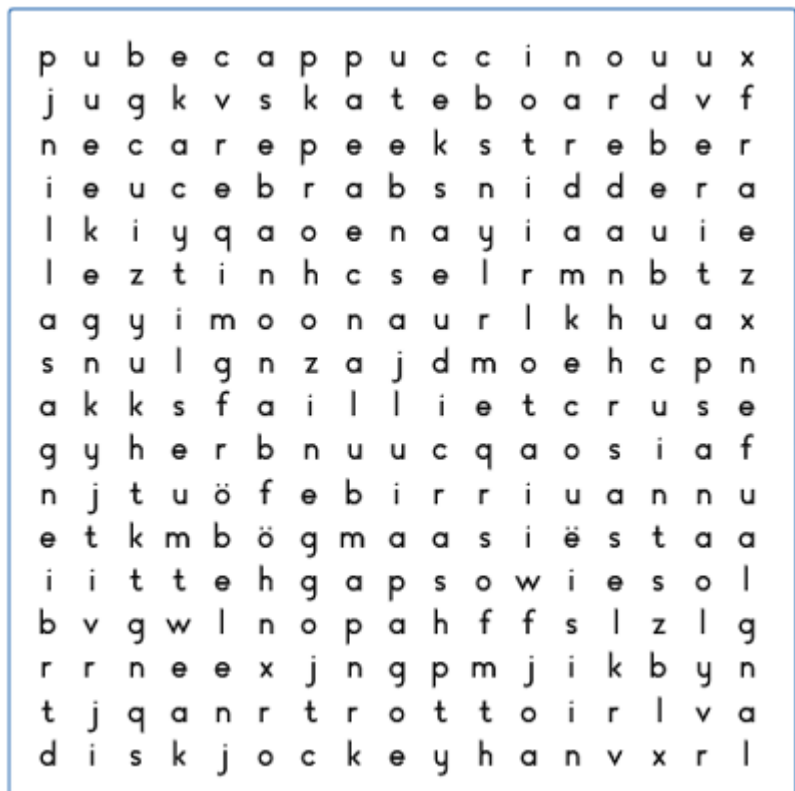 p u b e c a p p u c c i n o u u x
j u g k v s k a t e b o a r d v f
n e c a r e p e e k s t r e b e r
i e u c e b r a b s n i d d e r a
l k i y q a o e n a y i a a u i e
l e z t i n h c s e l r m n b t z
a g y i m o o n a u r l k h u a x
s n u l g n z a j d m o e h c p n
a k k s f a i l l i e t c r u s e
g y h e r b n u u c q a o s i a f
n j t u ö f e b i r r i u a n n u
e t k m b ö g m a a s i ë s t a a
i i t t e h g a p s o w i e s o l
b v g w l n o p a h f f s l z l g
r r n e e x j n g p m j i k b y n
t j q a n r t r o t t o i r l v a
d i s k j o c k e y h a n v x r l